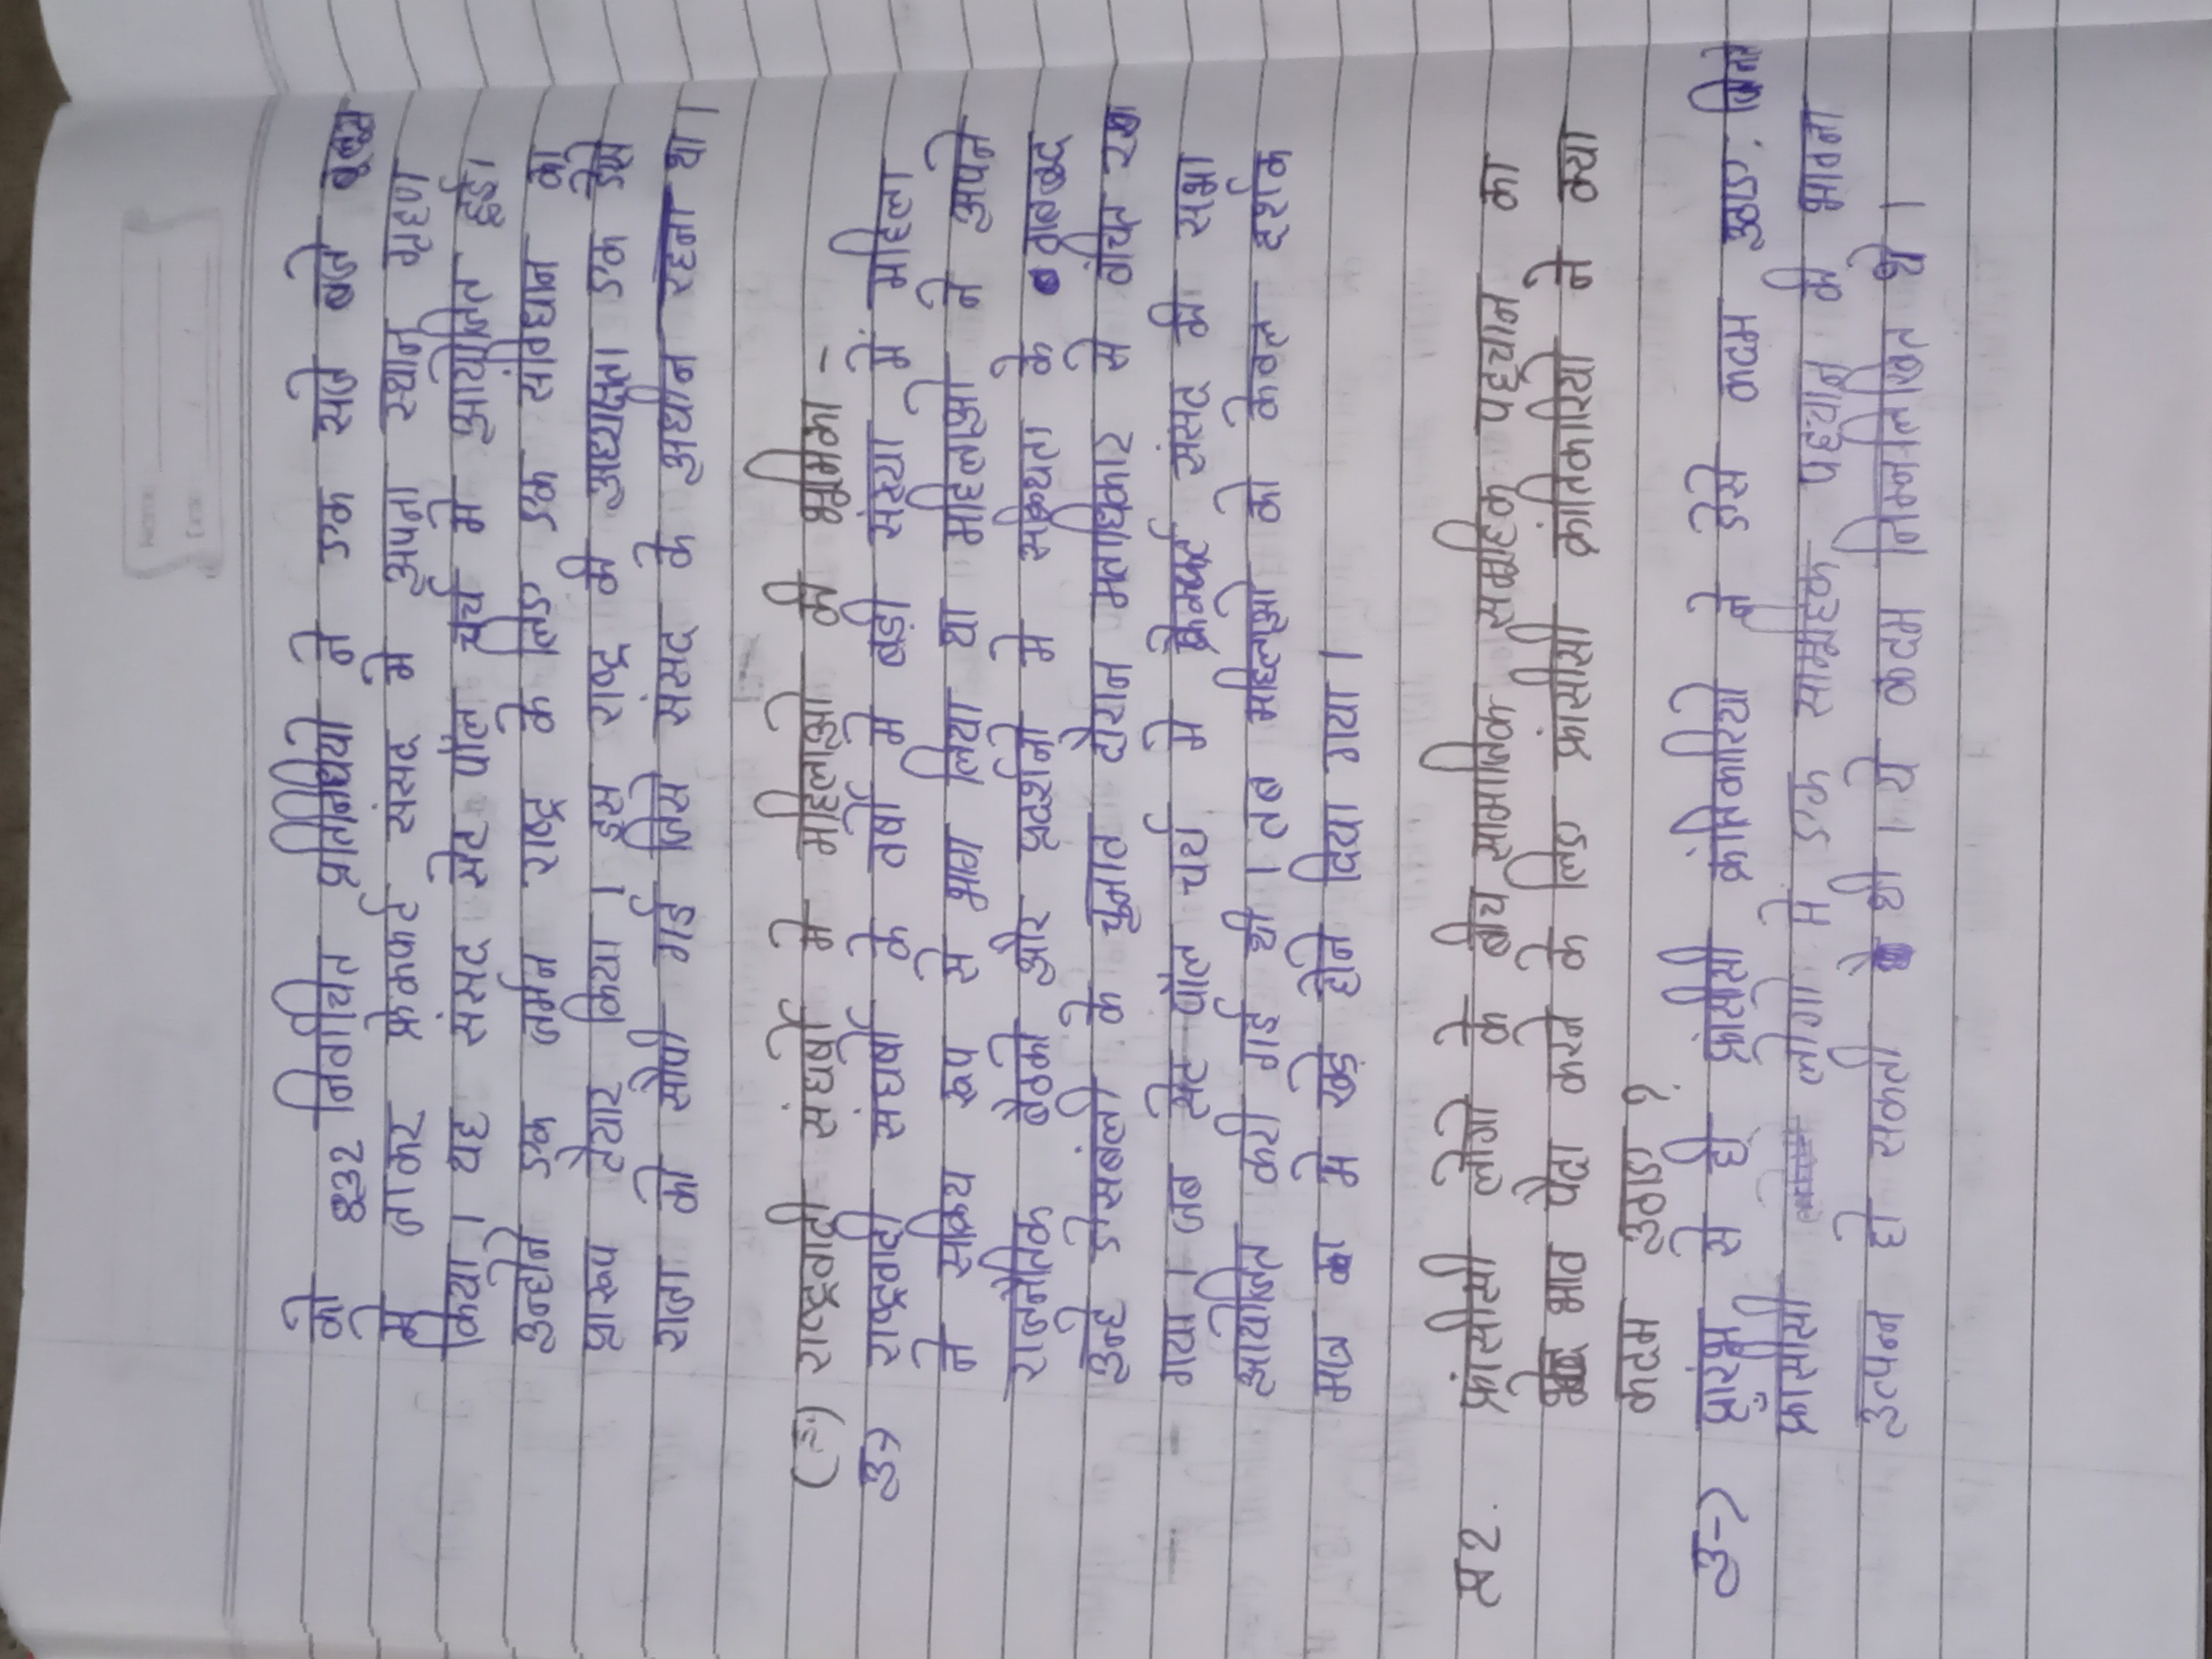 को 832 निर्वाचित प्रतिनिधियो ने एक सजे बजे
मे जाकर फ्रेकफर्ट संसद मे अपना स्थान ग्रहण
किया। यह संसद सेट पॉल चर्च मे आयोजित हुई।
उन्होने एक जर्मन राष्ट्र के लिए एक संविधान का
प्रारूप तैयार किया। इस राष्ट्र की अध्यक्षता एक ऐसे
राजा को सौपी गई जिसे संसद के अधीन रहना था।
राष्ट्रवादी संघर्षो मे महिलाओ की भूमिका –
उ→ राष्ट्रवादी संघर्षो के वर्षो मे बड़ी संख्या में महिला
ने सक्रिय रूप से भाग लिया था महिलाओ ने अपने
राजनैतिक बैठको और प्रदर्शनो मे सक्रियता के
उन्हे ऐसबंली के चुनाव दौरान मताधिकार से वंचित रखा
गया। जब सेट पॉल चर्च मे फ्रैकफर्ट संसद की सभा
आयोजित करी गई थी। तब महिलाओ को केवल दर्शक
मात्र का मे खड़े होने दिया गया।
प्र2. फ्रांसीसी लोगो के बीच सामाजिक समूहिक पहचान का
भाव पैदा करने के लिए फ्रांसीसी क्रांतिकारियो ने क्या
कदम उठाए ?
उ→ प्रारंभ से ही फ्रांसीसी क्रांतिकारियो ने ऐसे कदम उठाए, जिनसे
फ्राँसीसी लोगो मे एक सामूहिक पहचान की भावना
उत्पन्न हो सकती थी। ये कदम निम्नलिखित थे।